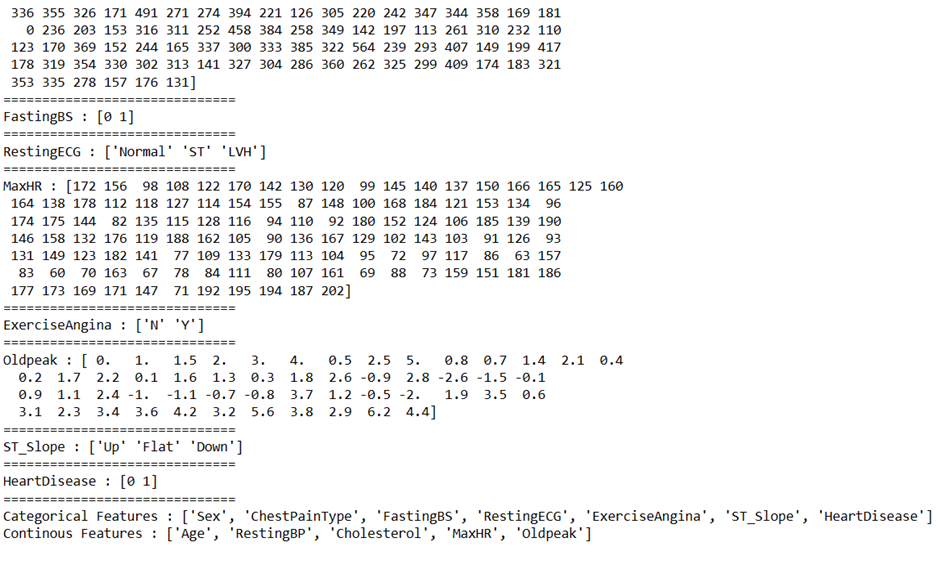 336 355 326 171 491 271 274 394 221 126 305 220 242 347 344 358 169 181
0 236 203 153 316 311 252 458 384 258 349 142 197 113 261 310 232 110
123 170 369 152 244 165 337 300 333 385 322 564 239 293 407 149 199 417
178 319 354 330 302 313 141 327 304 286 360 262 325 299 409 174 183 321
353 335 278 157 176 131]
==============================
FastingBS : [0 1]
==============================
RestingECG : ['Normal' 'ST' 'LVH']
==============================
MaxHR : [172 156  98 108 122 170 142 130 120  99 145 140 137 150 166 165 125 160
164 138 178 112 118 127 114 154 155  87 148 100 168 184 121 153 134  96
174 175 144  82 135 115 128 116  94 110  92 180 152 124 106 185 139 190
146 158 132 176 119 188 162 105  90 136 167 129 102 143 103  91 126  93
131 149 123 182 141  77 109 133 179 113 104  95  72  97 117  86  63 157
83  60  70 163  67  78  84 111  80 107 161  69  88  73 159 151 181 186
177 173 169 171 147  71 192 195 194 187 202]
==============================
ExerciseAngina : ['N' 'Y']
==============================
Oldpeak : [ 0.   1.   1.5  2.   3.   4.   0.5  2.5  5.   0.8  0.7  1.4  2.1  0.4
0.2  1.7  2.2  0.1  1.6  1.3  0.3  1.8  2.6 -0.9  2.8 -2.6 -1.5 -0.1
0.9  1.1  2.4 -1.  -1.1 -0.7 -0.8  3.7  1.2 -0.5 -2.   1.9  3.5  0.6
3.1  2.3  3.4  3.6  4.2  3.2  5.6  3.8  2.9  6.2  4.4]
==============================
ST_Slope : ['Up' 'Flat' 'Down']
==============================
HeartDisease : [0 1]
==============================
Categorical Features : ['Sex', 'ChestPainType', 'FastingBS', 'RestingECG', 'ExerciseAngina', 'ST_Slope', 'HeartDisease']
Continous Features : ['Age', 'RestingBP', 'Cholesterol', 'MaxHR', 'Oldpeak']